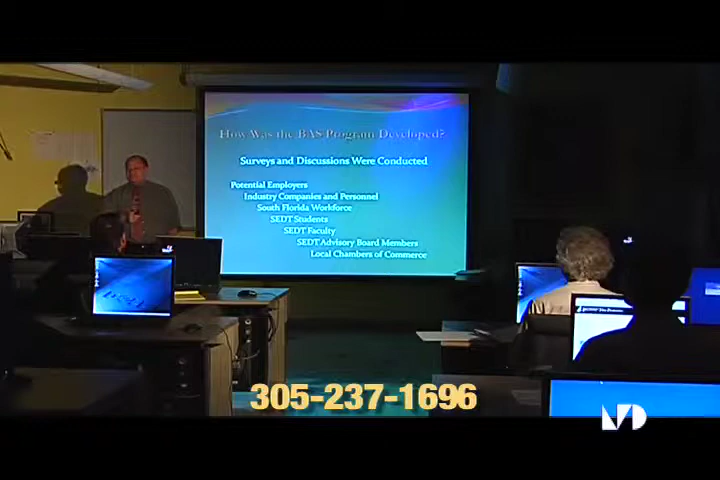 How Was the BAS Program Developed?
Surveys and Discussions Were Conducted
Potential Employers
Industry Companies and Personnel
South Florida Workforce
SEDT Students
SEDT Faculty
SEDT Advisory Board Members
Local Chambers of Commerce
305-237-1696